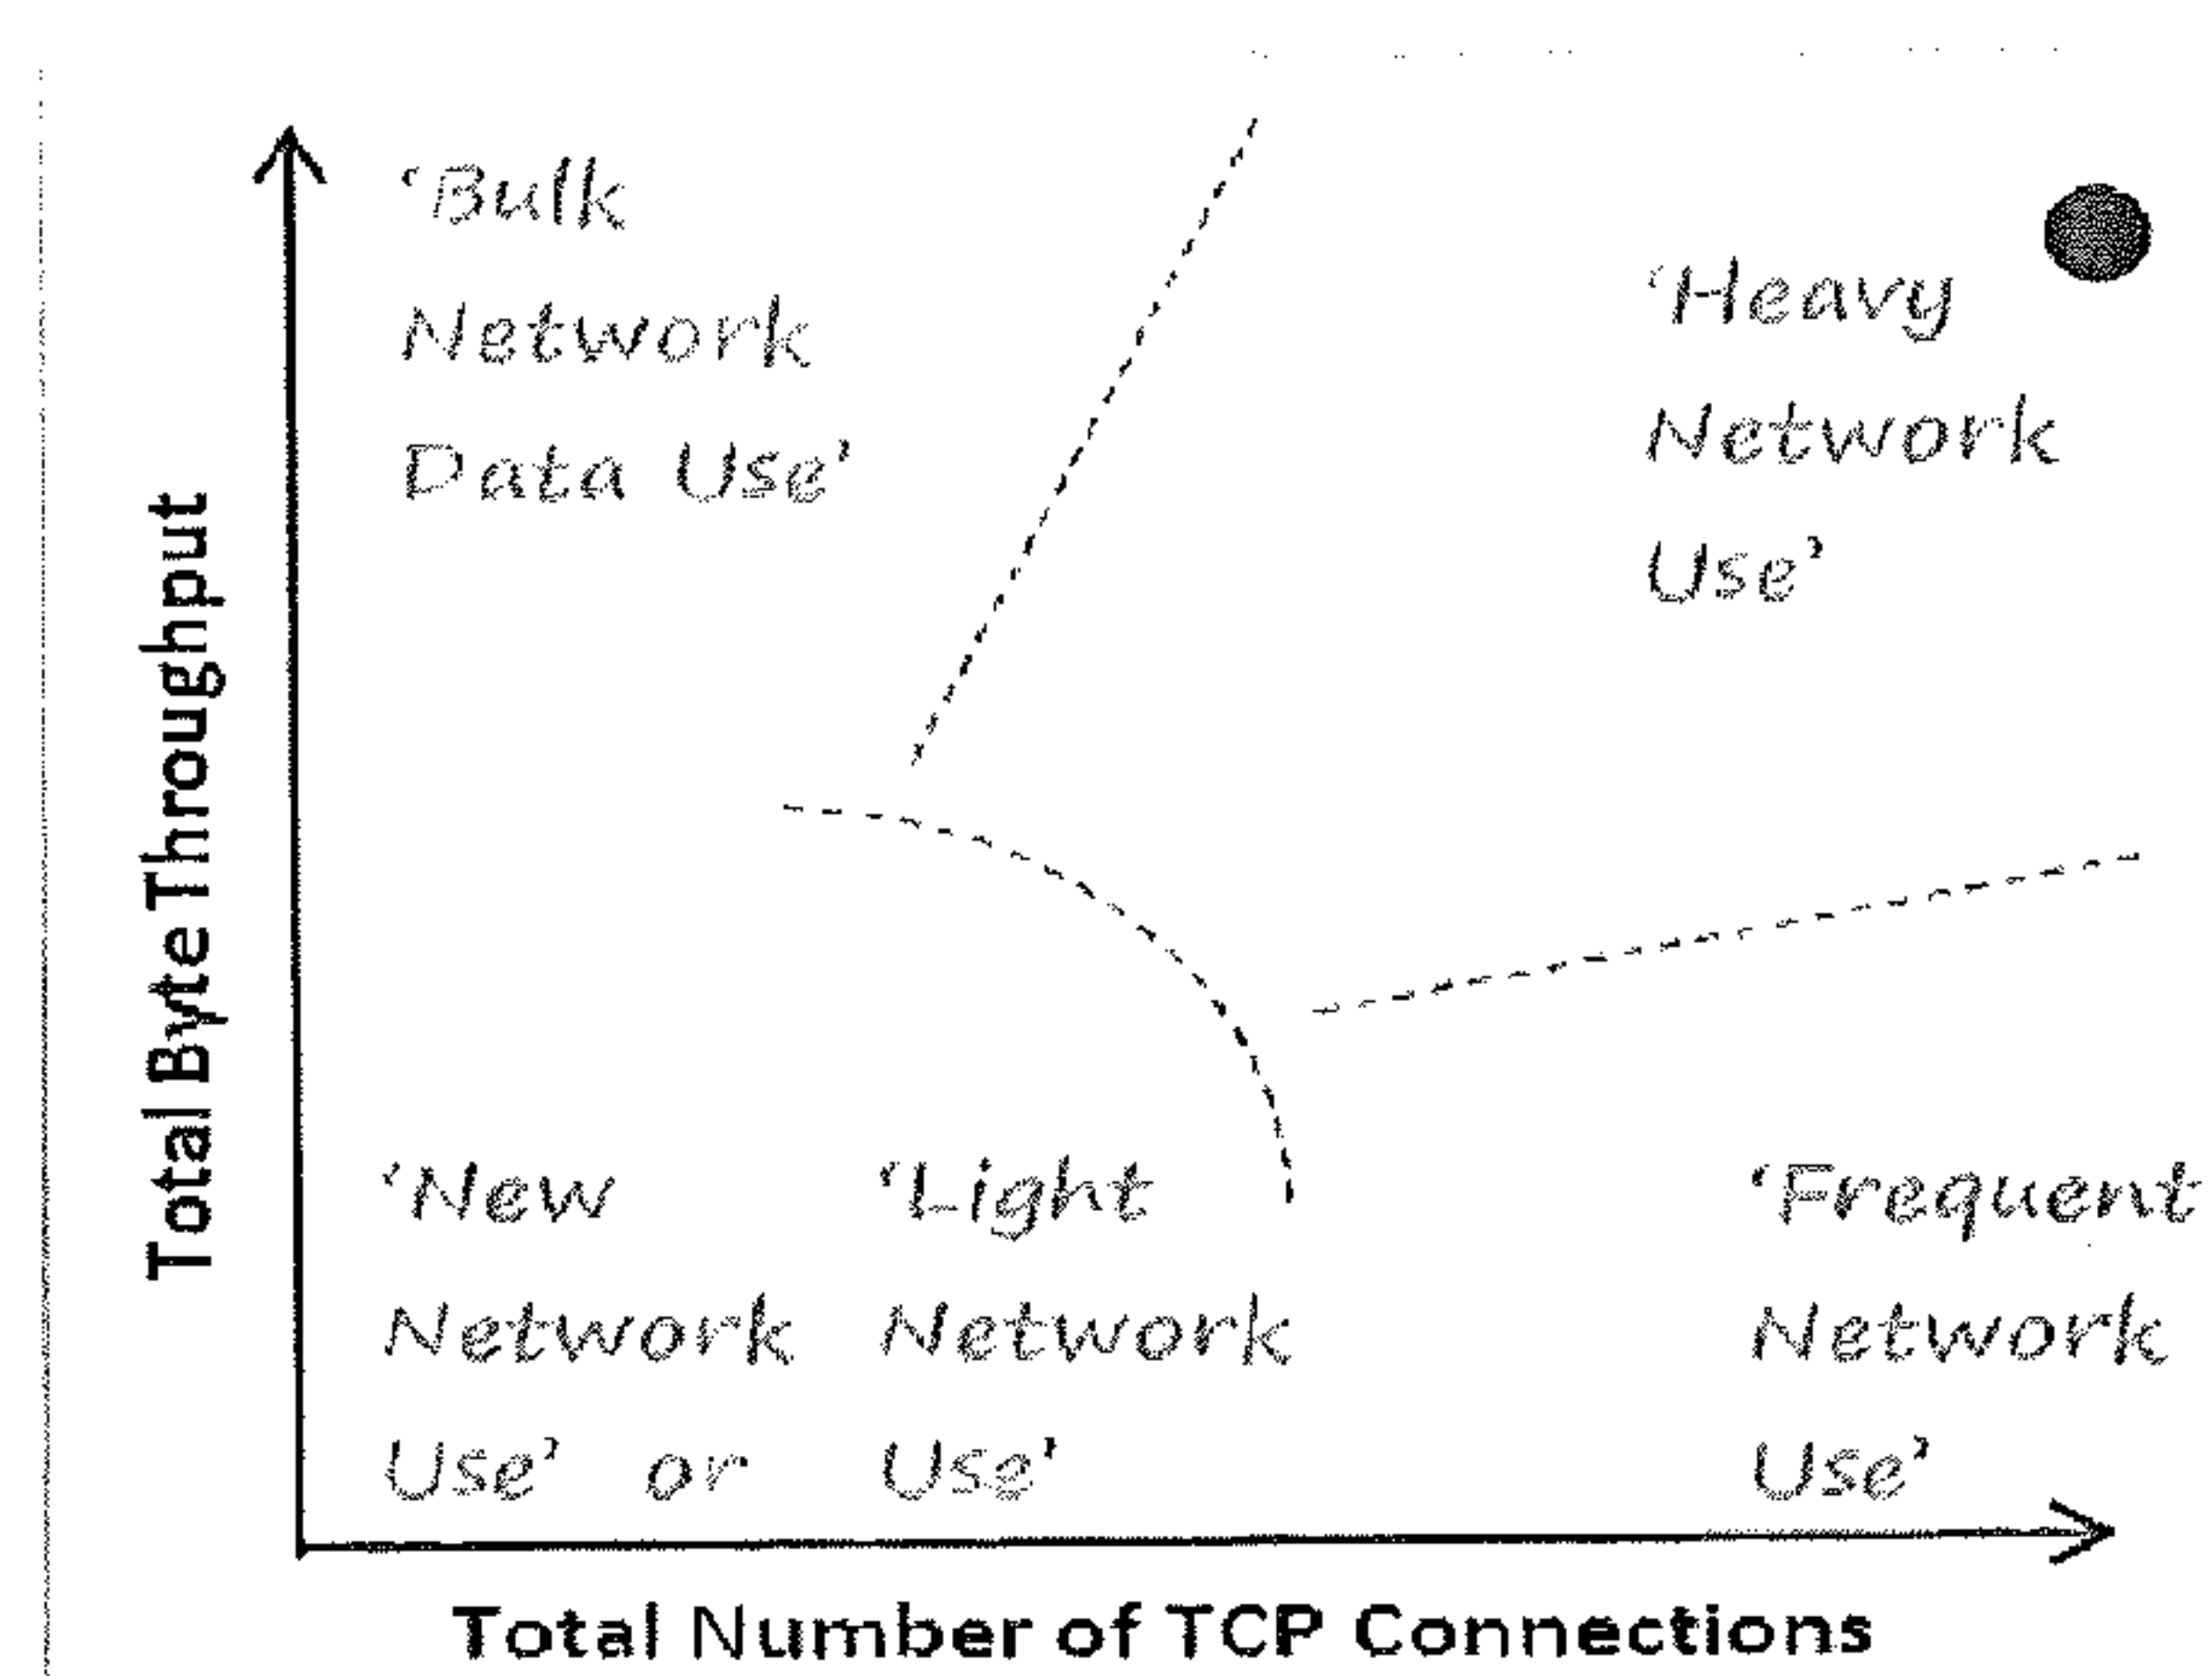 'Bulk
Network
Data Use'
'Heavy
Network
Use'
Total Byte Throughput
'New
Network
Use' or
'Light
Network
Use'
'Frequent
Network
Use'
Total Number of TCP Connections